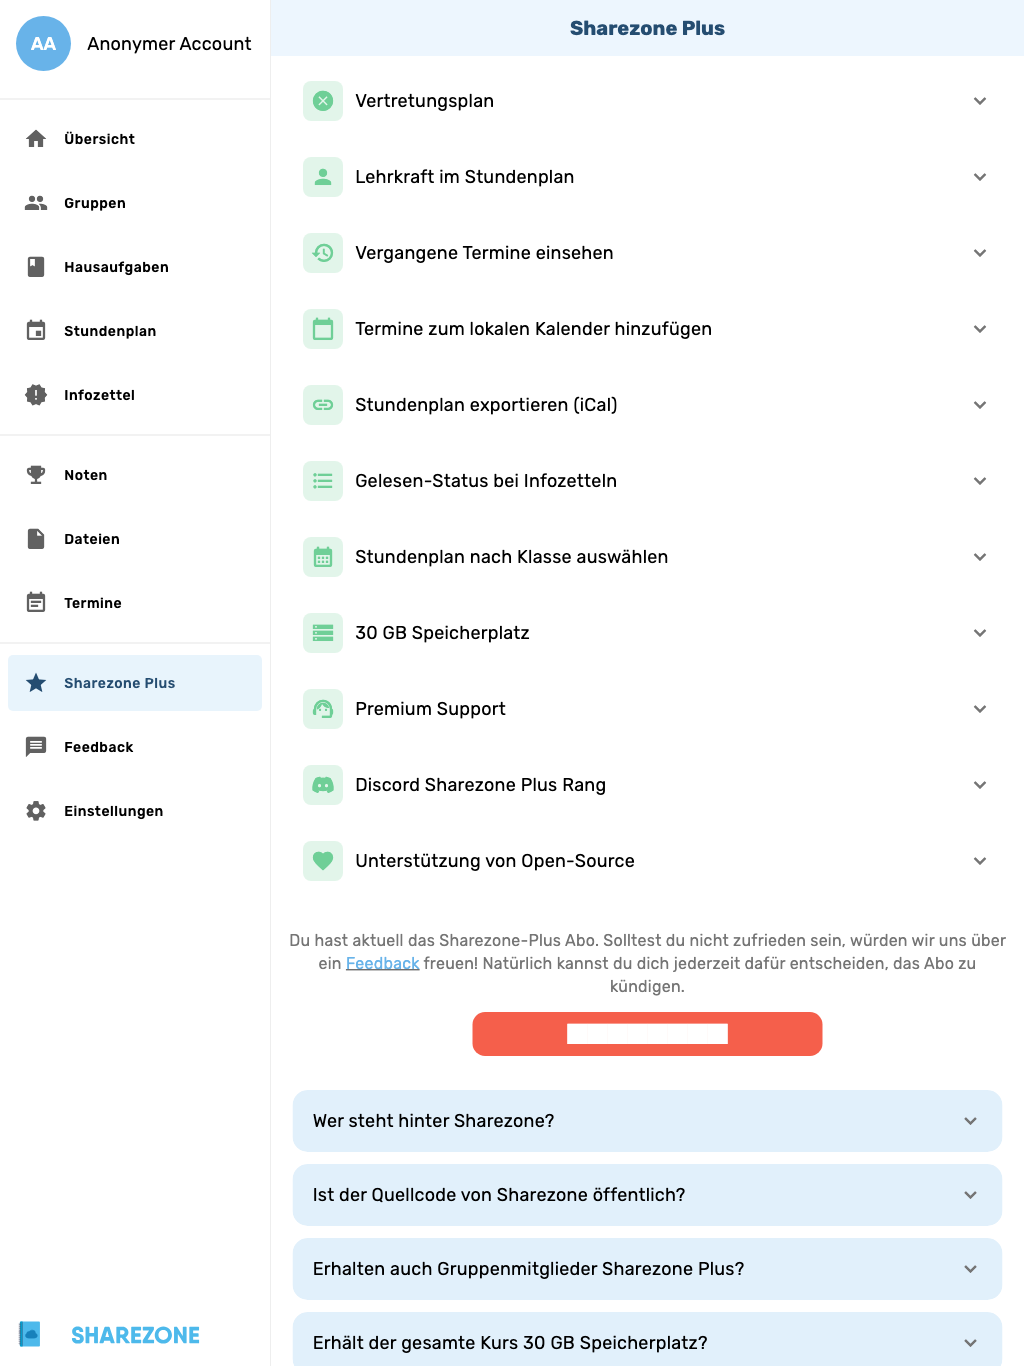 AA
Anonymer Account
Übersicht
Gruppen
Hausaufgaben
Stundenplan
Infozettel
Noten
Dateien
Termine
Sharezone Plus
Feedback
Einstellungen
SHAREZONE
Sharezone Plus
Vertretungsplan
Lehrkraft im Stundenplan
Vergangene Termine einsehen
Termine zum lokalen Kalender hinzufügen
Stundenplan exportieren (iCal)
Gelesen-Status bei Infozetteln
Stundenplan nach Klasse auswählen
30 GB Speicherplatz
Premium Support
Discord Sharezone Plus Rang
Unterstützung von Open-Source
Du hast aktuell das Sharezone-Plus Abo. Solltest du nicht zufrieden sein, würden wir uns über
ein Feedback freuen! Natürlich kannst du dich jederzeit dafür entscheiden, das Abo zu
kündigen.
Wer steht hinter Sharezone?
Ist der Quellcode von Sharezone öffentlich?
Erhalten auch Gruppenmitglieder Sharezone Plus?
Erhält der gesamte Kurs 30 GB Speicherplatz?